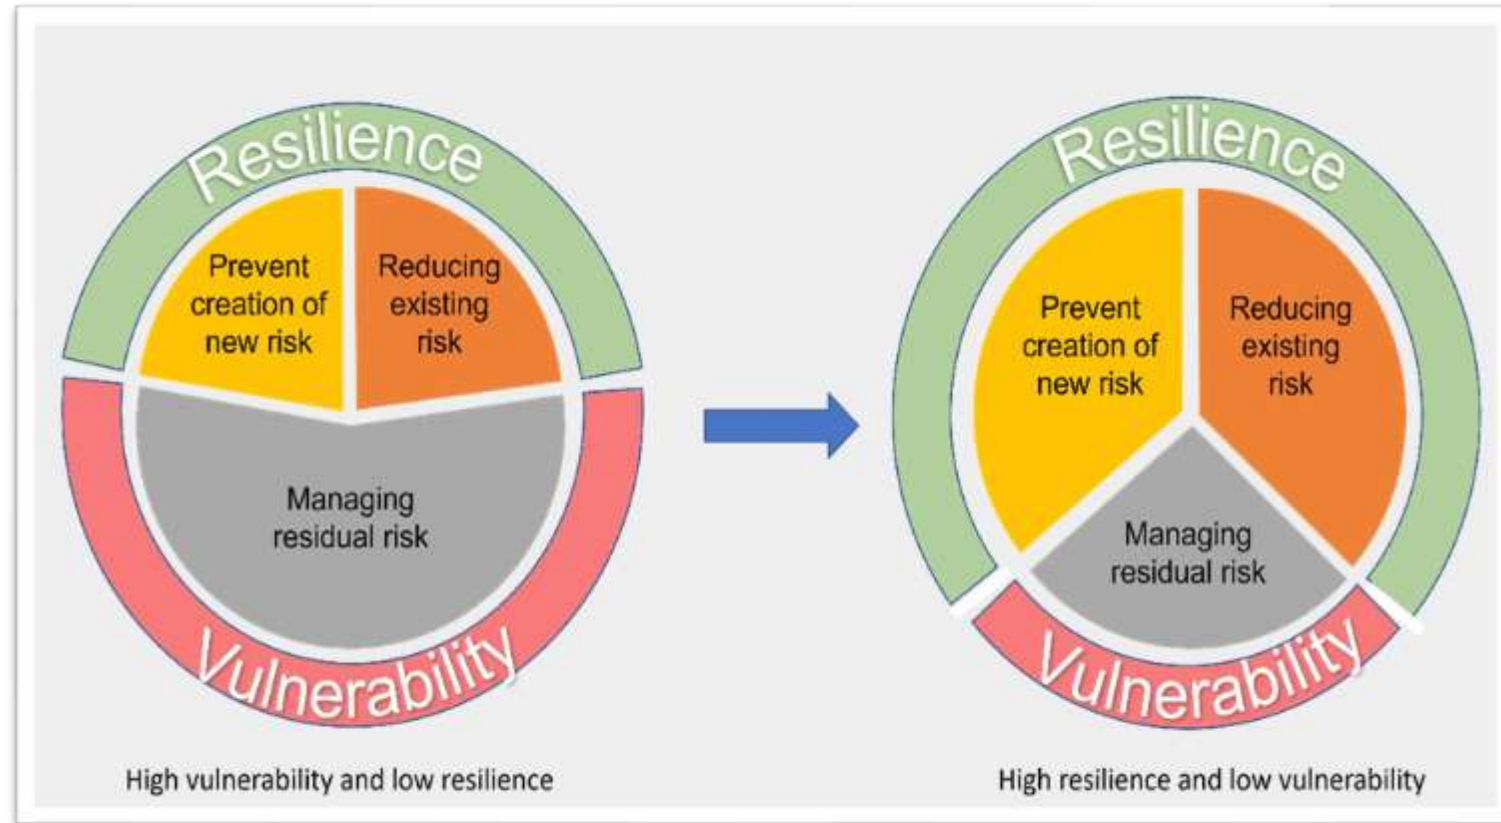 Resilience
Prevent
creation of
new risk
Reducing
existing
risk
Managing
residual risk
Vulnerability
High vulnerability and low resilience
Resilience
Prevent
creation of
new risk
Reducing
existing
risk
Managing
residual risk
Vulnerability
High resilience and low vulnerability